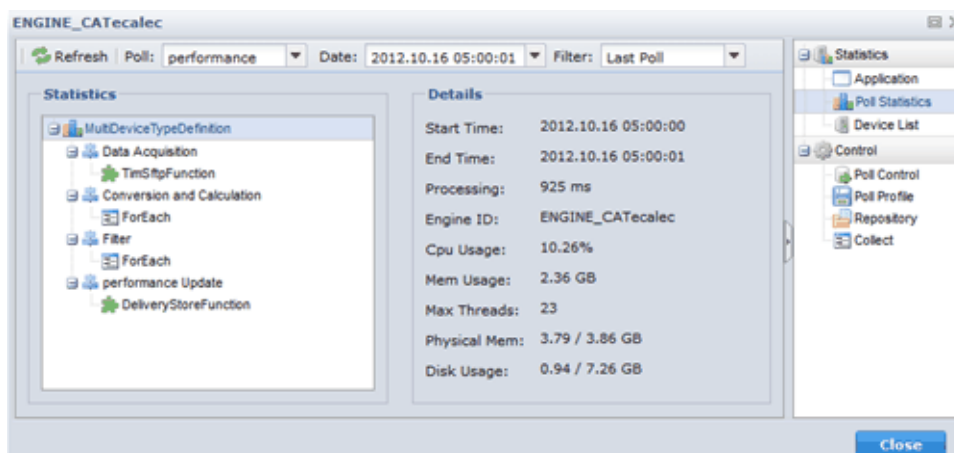 ENGINE_CATecalec
Refresh Poll: performance Date: 2012.10.16 05:00:01 Filter: Last Poll
Statistics
MultiDeviceTypeDefinition
Data Acquisition
TimSftpFunction
Conversion and Calculation
ForEach
Filter
ForEach
performance Update
DeliveryStoreFunction
Details
Start Time: 2012.10.16 05:00:00
End Time: 2012.10.16 05:00:01
Processing: 925 ms
Engine ID: ENGINE_CATecalec
Cpu Usage: 10.26%
Mem Usage: 2.36 GB
Max Threads: 23
Physical Mem: 3.79 / 3.86 GB
Disk Usage: 0.94 / 7.26 GB
Statistics
Application
Poll Statistics
Device List
Control
Poll Control
Poll Profile
Repository
Collect
Close